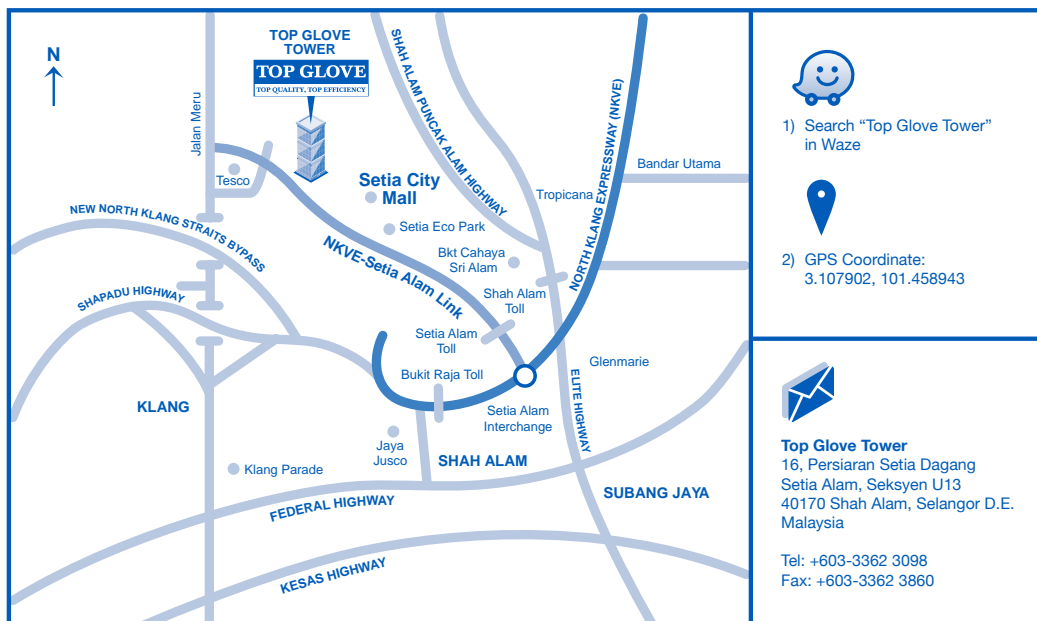 N
TOP GLOVE
TOWER
TOP GLOVE
TOP QUALITY, TOP EFFICIENCY
Jalan Meru
Tesco
SHAH ALAM PUNCAK ALAM HIGHWAY
NORTH KLANG EXPRESSWAY (NKVE)
Bandar Utama
Tropicana
Setia City
Mall
Setia Eco Park
NEW NORTH KLANG STRAITS BYPASS
NKVE-Setia Alam Link
Bkt Cahaya
Sri Alam
SHAPADU HIGHWAY
Shah Alam
Toll
Setia Alam
Toll
Bukit Raja Toll
Glenmarie
ELITE HIGHWAY
KLANG
Setia Alam
Interchange
Jaya
Jusco
SHAH ALAM
Klang Parade
SUBANG JAYA
FEDERAL HIGHWAY
KESAS HIGHWAY
1) Search “Top Glove Tower”
in Waze
2) GPS Coordinate:
3.107902, 101.458943
Top Glove Tower
16, Persiaran Setia Dagang
Setia Alam, Seksyen U13
40170 Shah Alam, Selangor D.E.
Malaysia
Tel: +603-3362 3098
Fax: +603-3362 3860